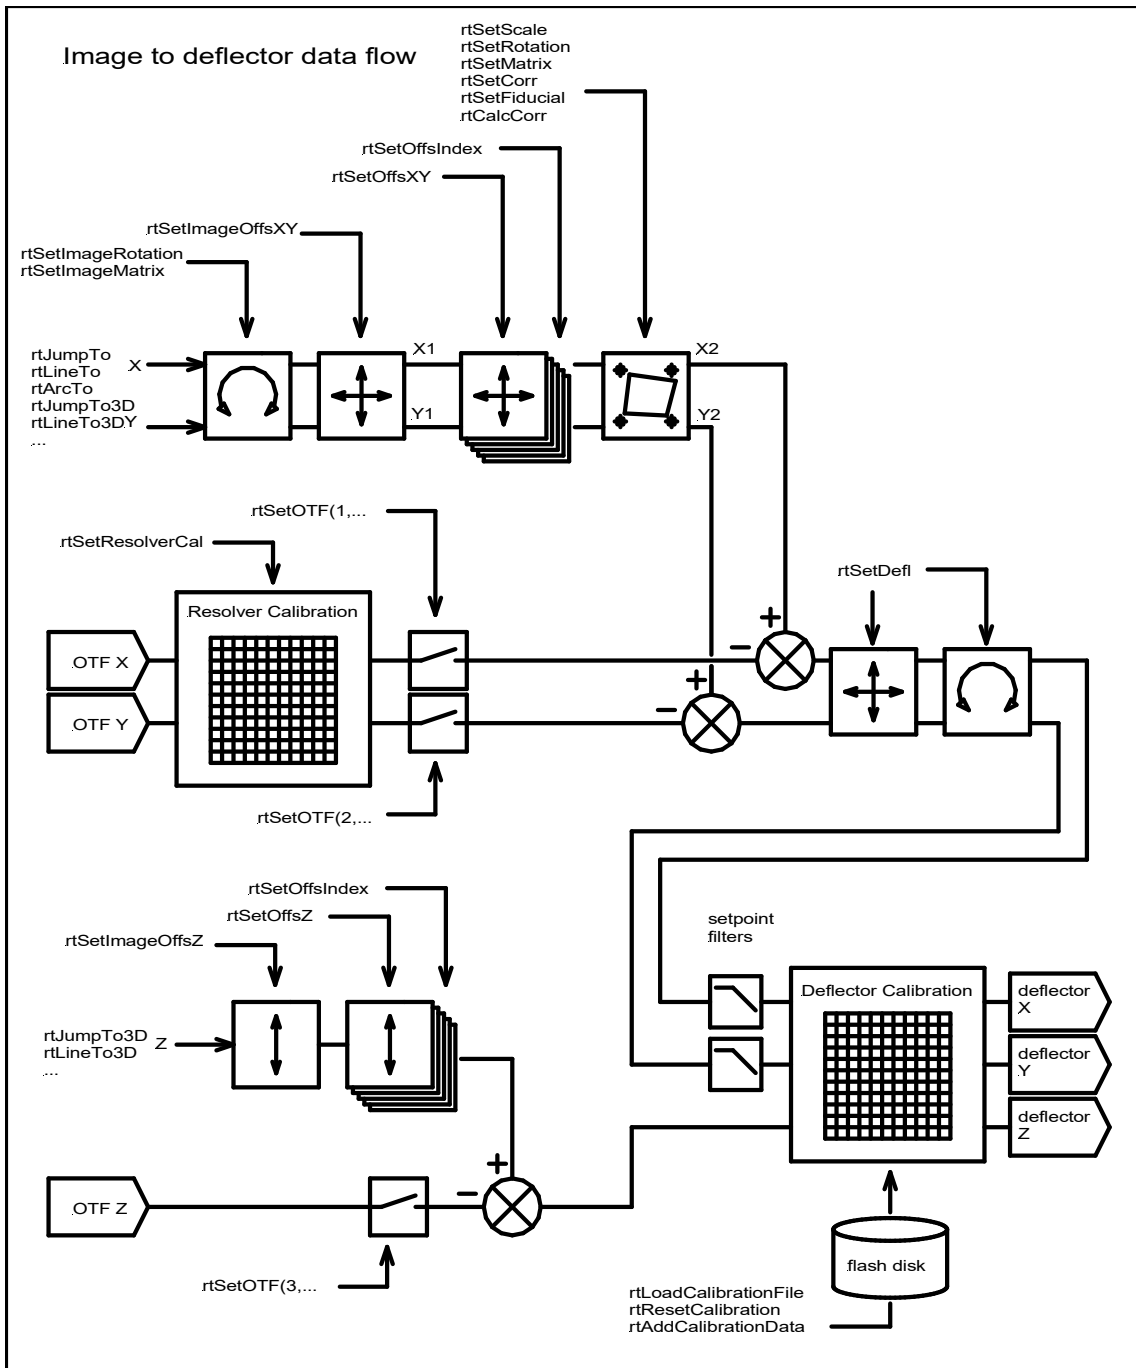 Image to deflector data flow
rtSetScale
rtSetRotation
rtSetMatrix
rtSetCorr
rtSetFiducial
rtCalcCorr
rtSetOffsIndex
rtSetOffsXY
rtSetImageOffsXY
rtSetImageRotation
rtSetImageMatrix
rtJumpTo
rtLineTo
rtArcTo
rtJumpTo3D
rtLineTo3D
...
X
Y
X1
Y1
X2
Y2
rtSetOTF(1,...
rtSetResolverCal
rtSetDefl
Resolver Calibration
OTF X
OTF Y
+
−
+
−
rtSetOTF(2,...
rtSetOffsIndex
rtSetOffsZ
rtSetImageOffsZ
setpoint
filters
rtJumpTo3D
rtLineTo3D
...
Z
Deflector Calibration
deflector
X
deflector
Y
deflector
Z
+
−
OTF Z
rtSetOTF(3,...
flash disk
rtLoadCalibrationFile
rtResetCalibration
rtAddCalibrationData